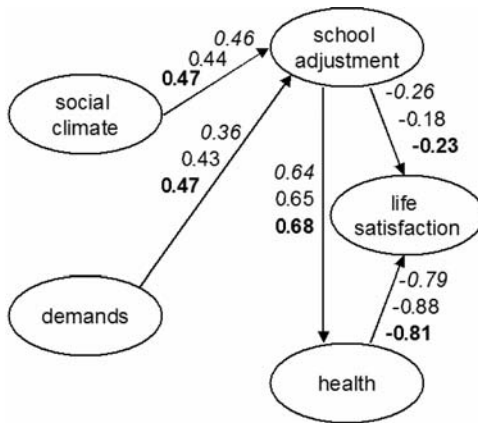 school
adjustment
0.46
0.44
0.47
social
climate
-0.26
-0.18
-0.23
0.36
0.43
0.47
0.64
0.65
0.68
life
satisfaction
-0.79
-0.88
-0.81
demands
health